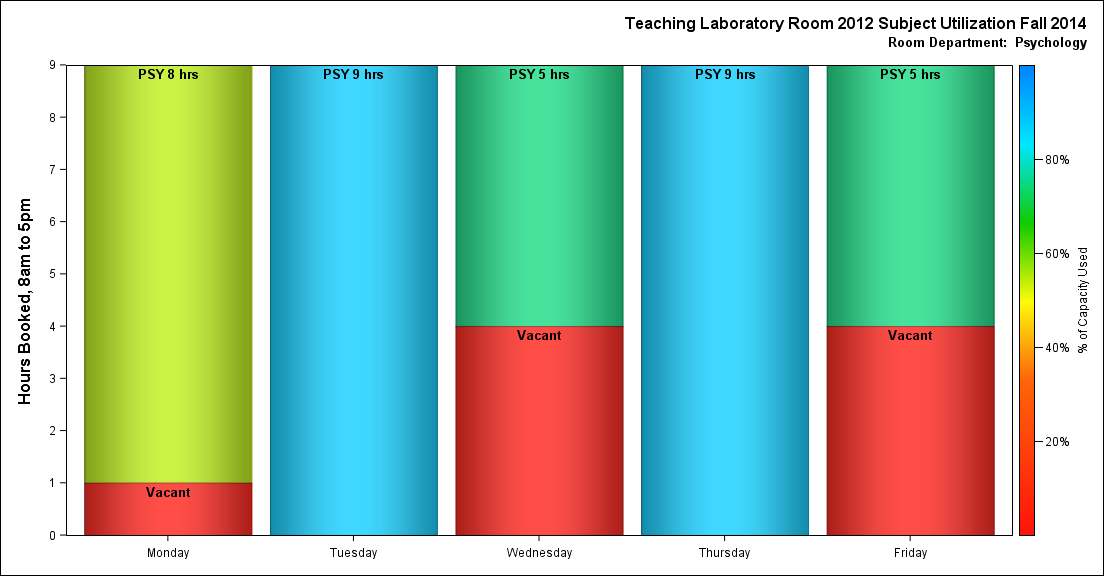 Teaching Laboratory Room 2012 Subject Utilization Fall 2014
Room Department:  Psychology
Hours Booked, 8am to 5pm
9
8
7
6
5
4
3
2
1
0
PSY 8 hrs
Vacant
PSY 9 hrs
PSY 5 hrs
Vacant
PSY 9 hrs
PSY 5 hrs
Vacant
Monday
Tuesday
Wednesday
Thursday
Friday
80%
60%
40%
20%
% of Capacity Used